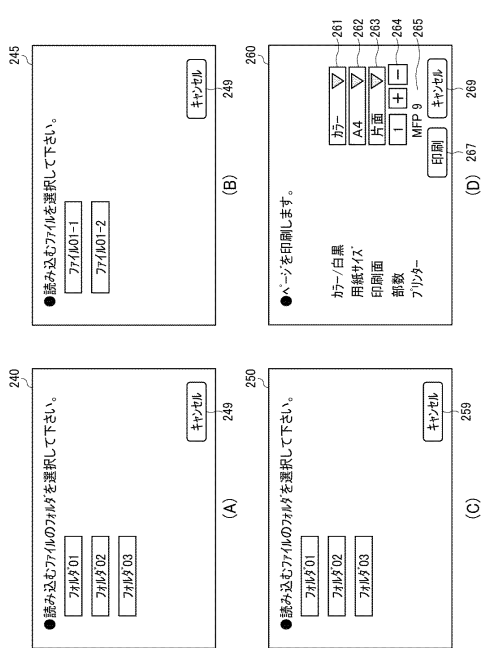 240
●読み込むファイルのフォルダを選択して下さい。
フォルダ01
フォルダ02
フォルダ03
キャンセル
249
(A)
245
●読み込むファイルを選択して下さい。
ファイル01-1
ファイル01-2
キャンセル
249
(B)
250
●読み込むファイルのフォルダを選択して下さい。
フォルダ01
フォルダ02
フォルダ03
キャンセル
259
(C)
260
●ページを印刷します。
カラー/白黒 カラー 261
用紙サイズ A4 262
印刷面 片面 263
部数 1 + - 264
プリンター MFP 9 265
印刷 キャンセル
267 269
(D)